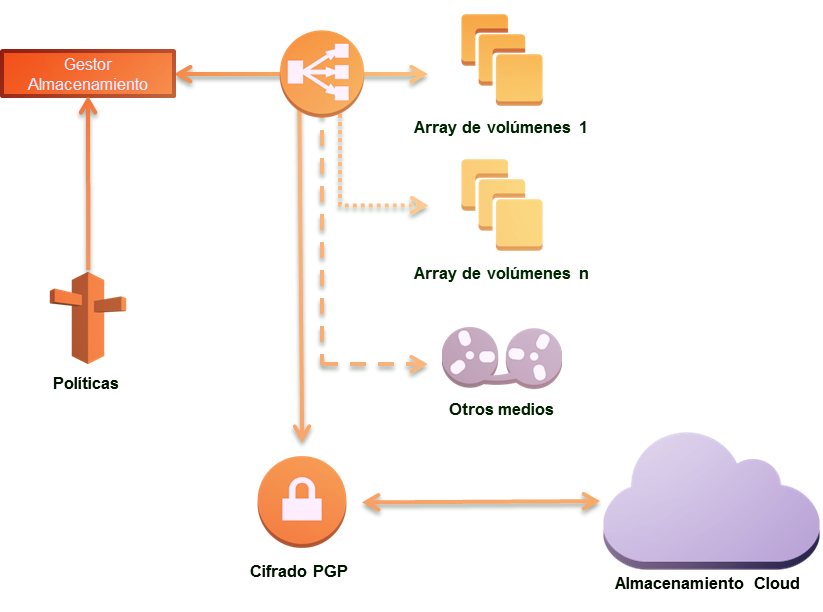 Gestor
Almacenamiento
Array de volúmenes 1
Array de volúmenes n
Políticas
Otros medios
Cifrado PGP
Almacenamiento Cloud